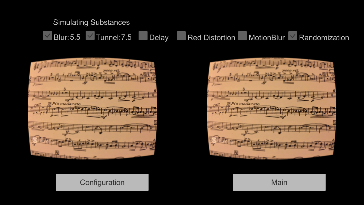 Simulating Substances
Blur:5.5 Tunnel:7.5 Delay Red Distortion MotionBlur Randomization
Configuration Main